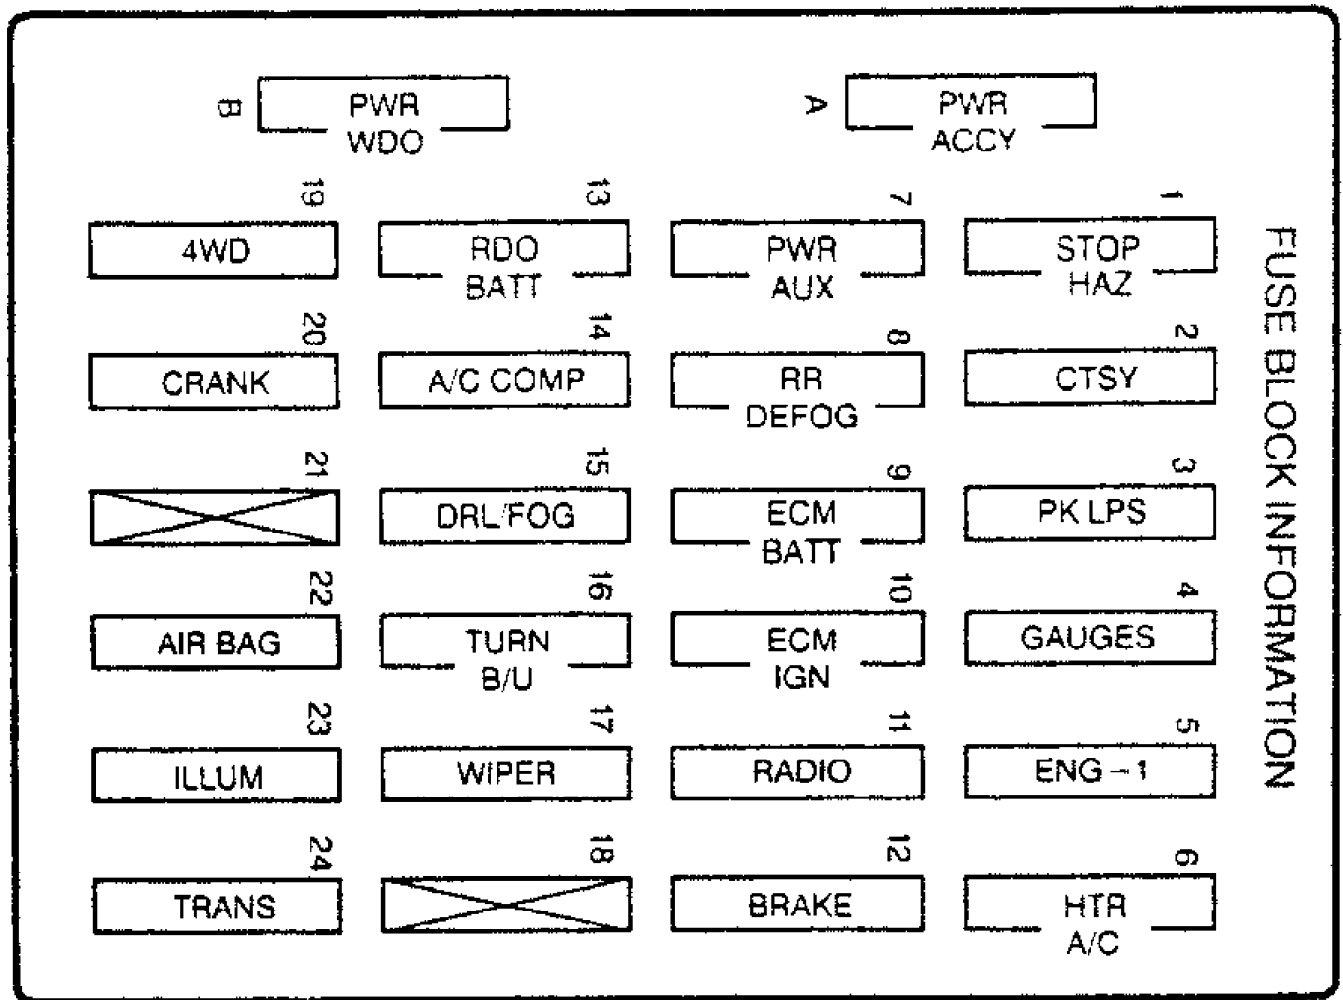 FUSE BLOCK INFORMATION
B
PWR
WDO
A
PWR
ACCY
19
4WD
13
RDO
BATT
7
PWR
AUX
1
STOP
HAZ
20
CRANK
14
A/C COMP
8
RR
DEFOG
2
CTSY
21
15
DRL/FOG
9
ECM
BATT
3
PK LPS
22
AIR BAG
16
TURN
B/U
10
ECM
IGN
4
GAUGES
23
ILLUM
17
WIPER
11
RADIO
5
ENG-1
24
TRANS
18
12
BRAKE
6
HTR
A/C